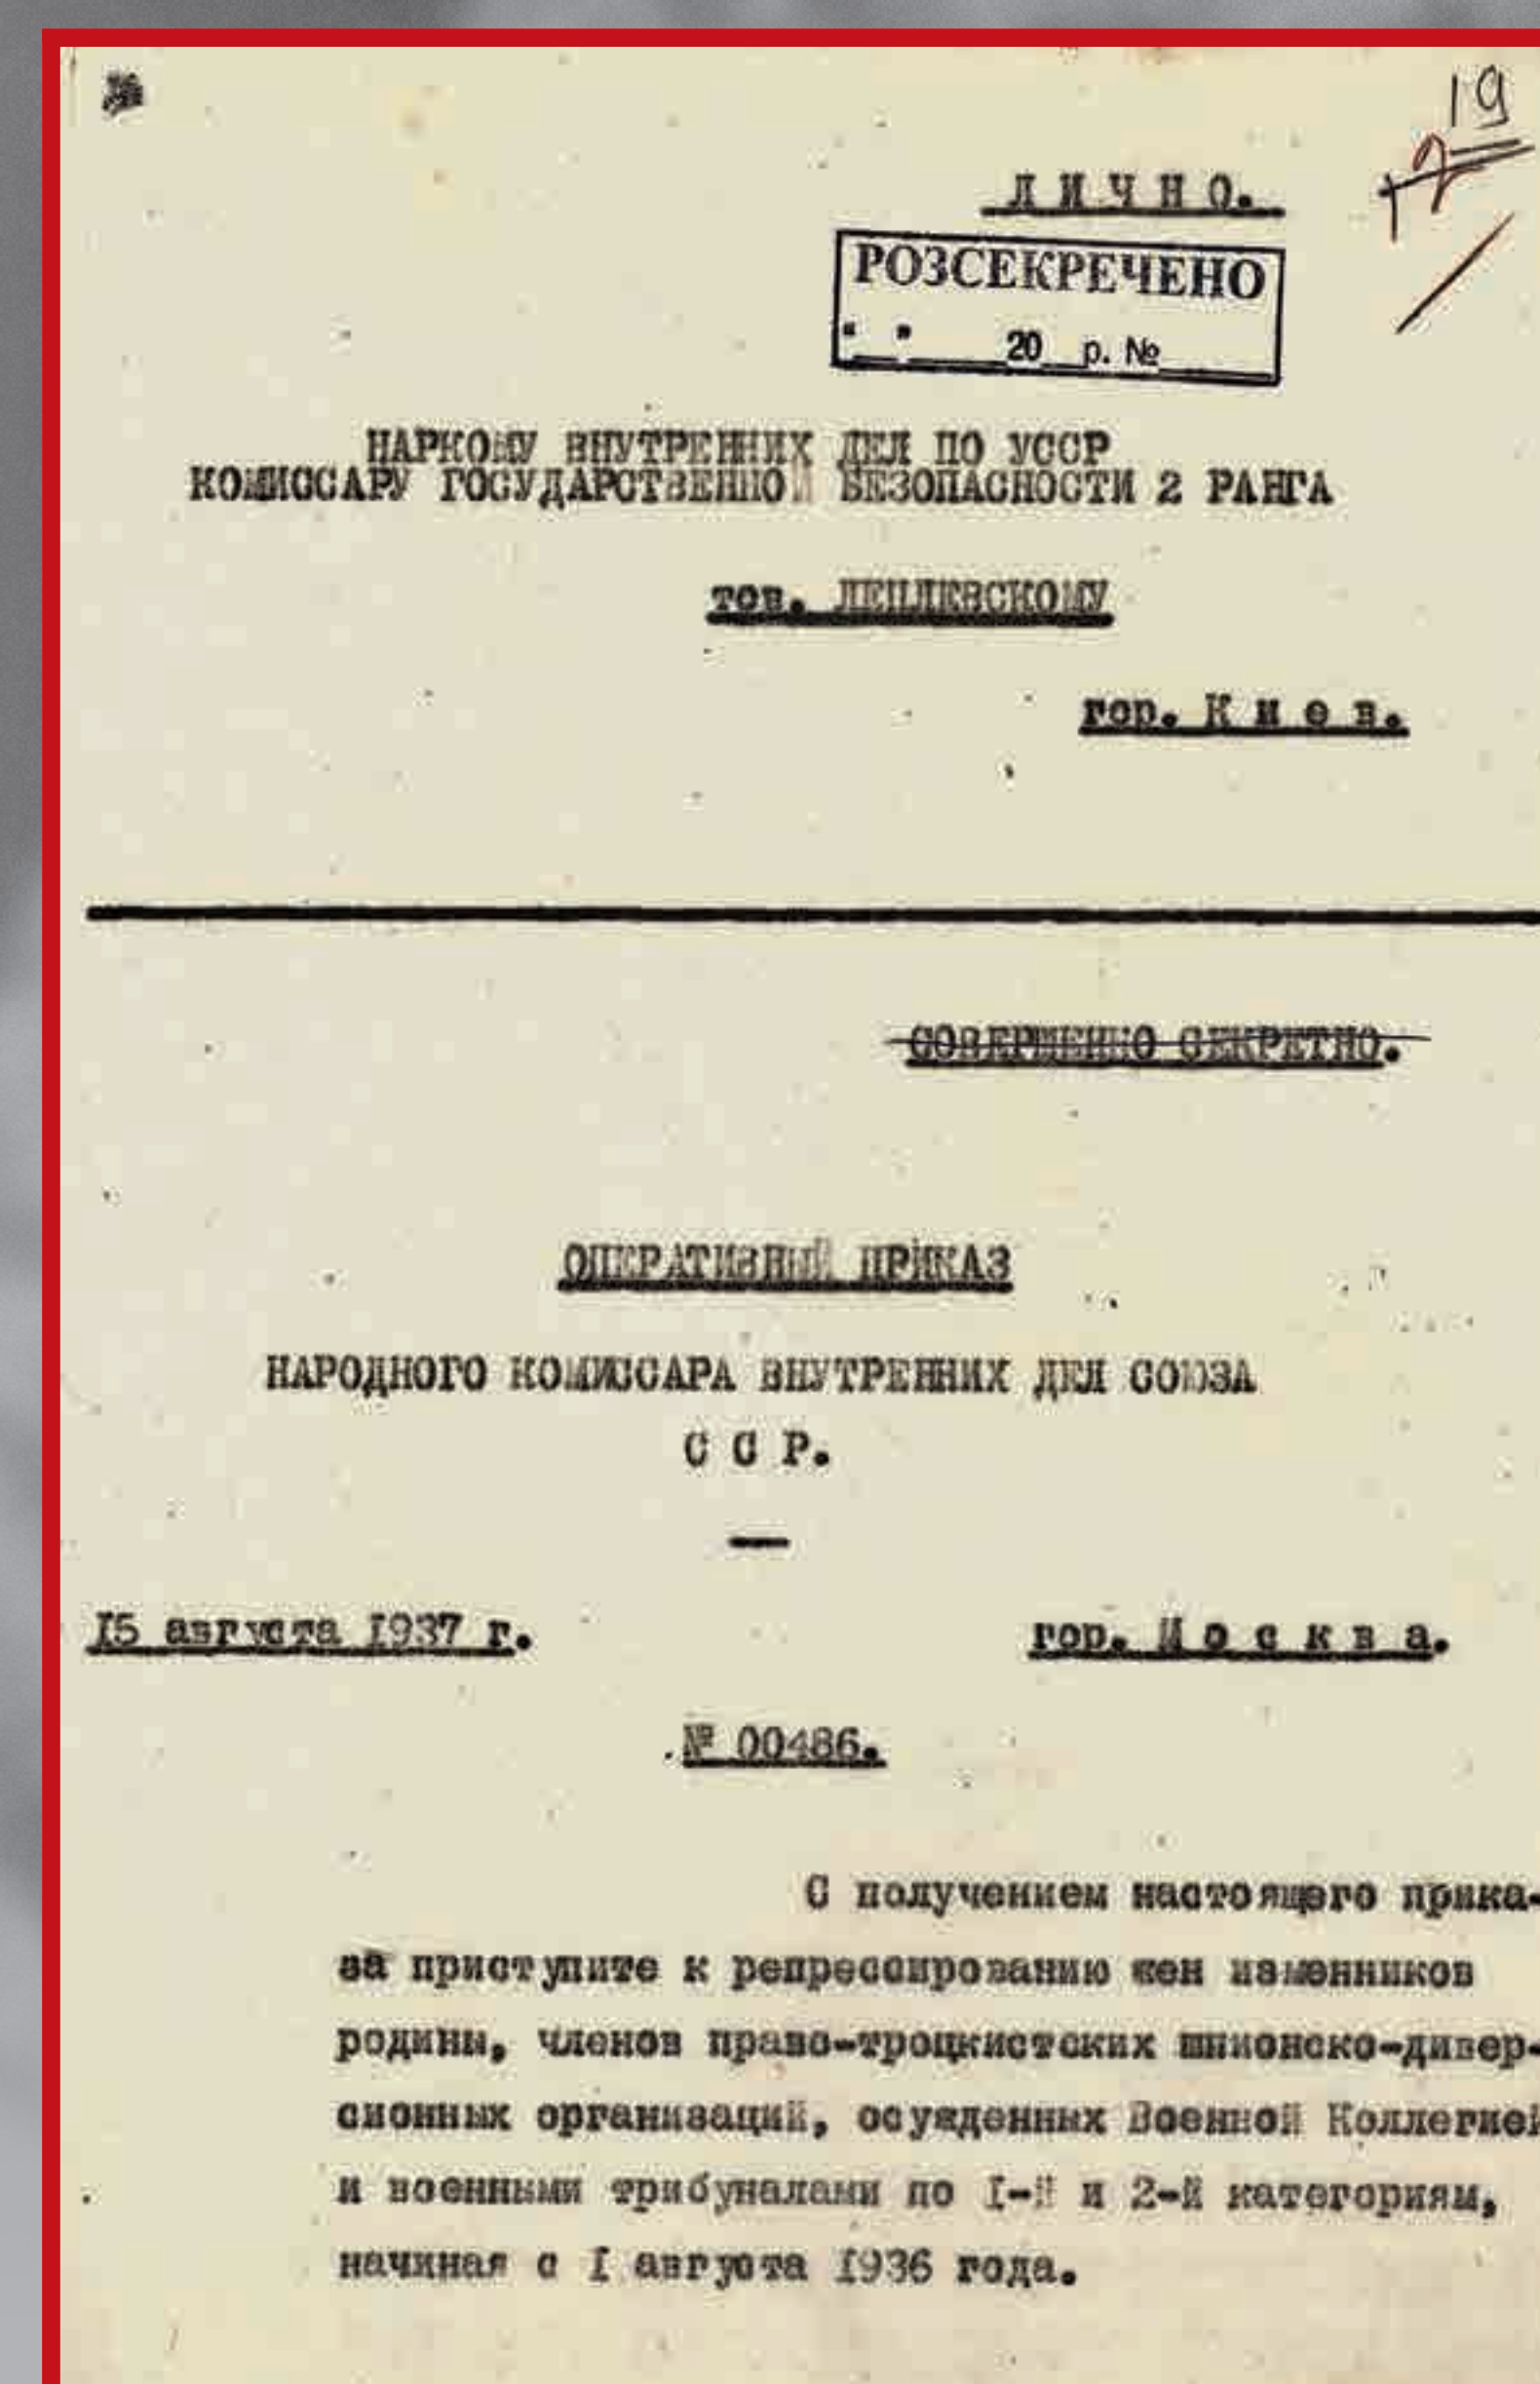 19
Л И Ч Н О.
РОЗСЕКРЕЧЕНО
" " 20 р. №
НАРКОМУ ВНУТРЕННИХ ДЕЛ ПО УССР
КОМИССАРУ ГОСУДАРСТВЕННОЙ БЕЗОПАСНОСТИ 2 РАНГА
тов. ЛЕПЛЕВСКОМУ
гор. К и е в.
СОВЕРШЕННО СЕКРЕТНО.
ОПЕРАТИВНЫЙ ПРИКАЗ
НАРОДНОГО КОМИССАРА ВНУТРЕННИХ ДЕЛ СОЮЗА
С С Р.
—
15 августа 1937 г.
гор. М о с к в а.
№ 00486.
С получением настоящего прика-
за приступите к репрессированию жен изменников
родины, членов право-троцкистских шпионско-дивер-
сионных организаций, осужденных Военной Коллегией
и военными трибуналами по I-й и 2-й категориям,
начиная с I августа 1936 года.